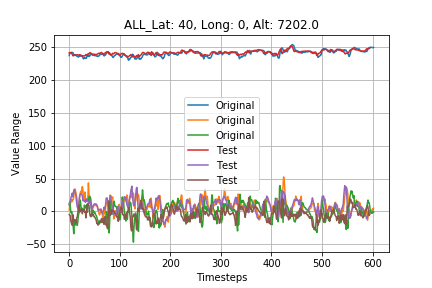 ALL_Lat: 40, Long: 0, Alt: 7202.0
250
200
150
100
50
0
−50
Value Range
Original
Original
Original
Test
Test
Test
0
100
200
300
400
500
600
Timesteps